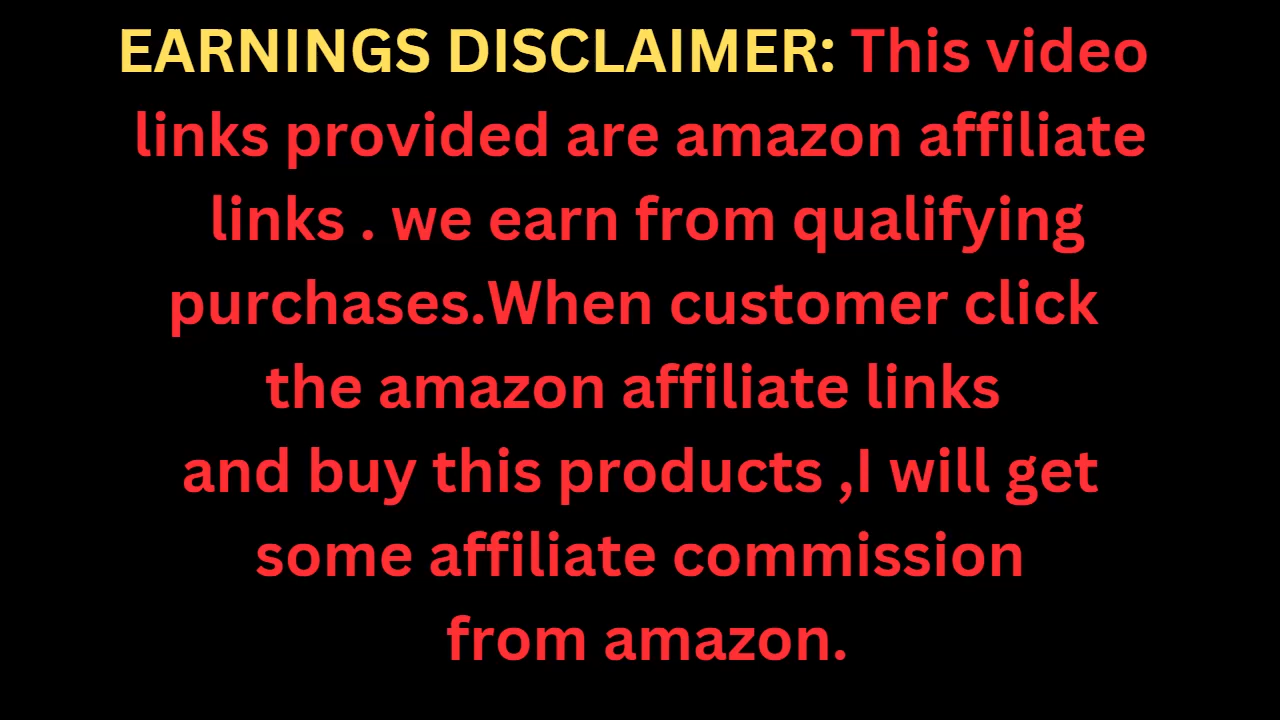 EARNINGS DISCLAIMER: This video
links provided are amazon affiliate
links . we earn from qualifying
purchases.When customer click
the amazon affiliate links
and buy this products ,I will get
some affiliate commission
from amazon.